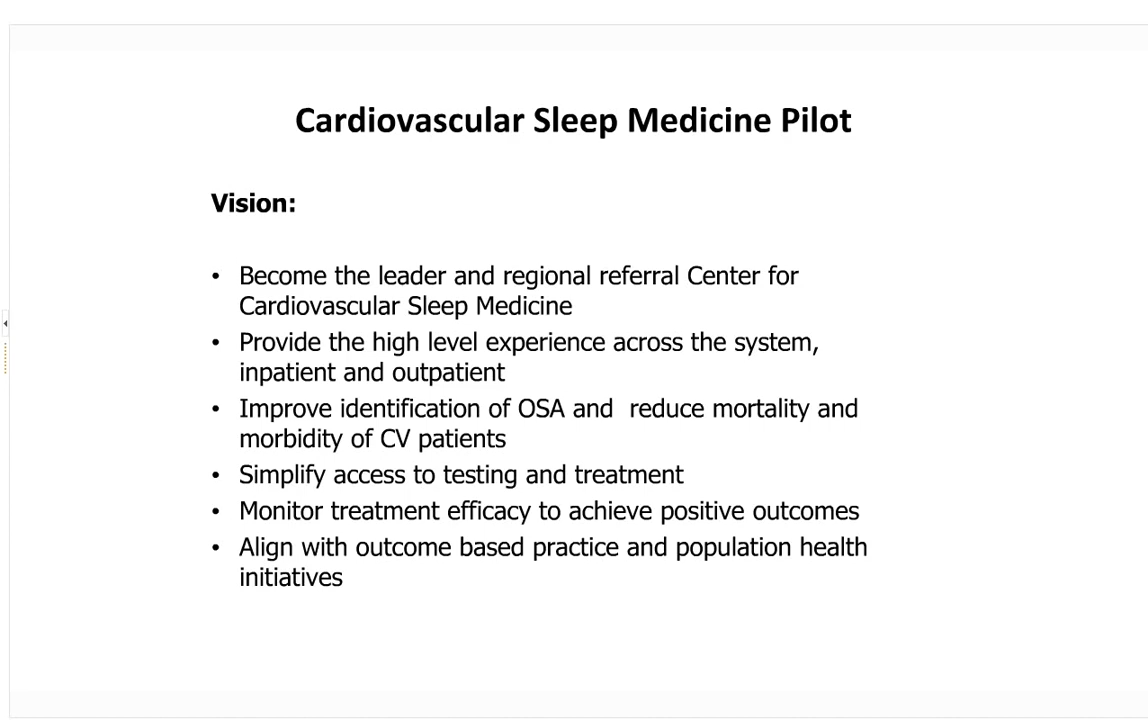 Cardiovascular Sleep Medicine Pilot
Vision:
• Become the leader and regional referral Center for
Cardiovascular Sleep Medicine
• Provide the high level experience across the system,
inpatient and outpatient
• Improve identification of OSA and  reduce mortality and
morbidity of CV patients
• Simplify access to testing and treatment
• Monitor treatment efficacy to achieve positive outcomes
• Align with outcome based practice and population health
initiatives